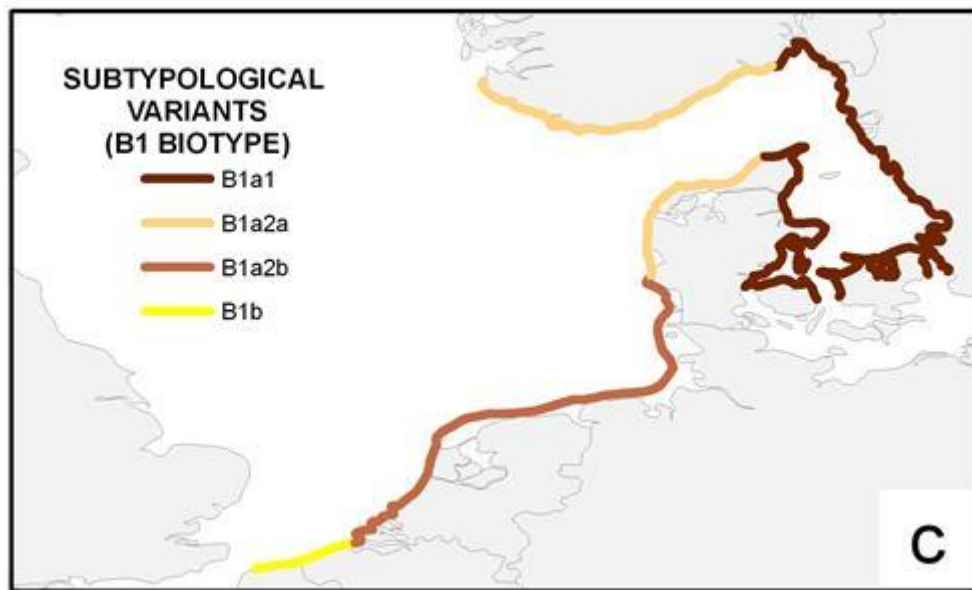 SUBTYPOLOGICAL
VARIANTS
(B1 BIOTYPE)
B1a1
B1a2a
B1a2b
B1b
C